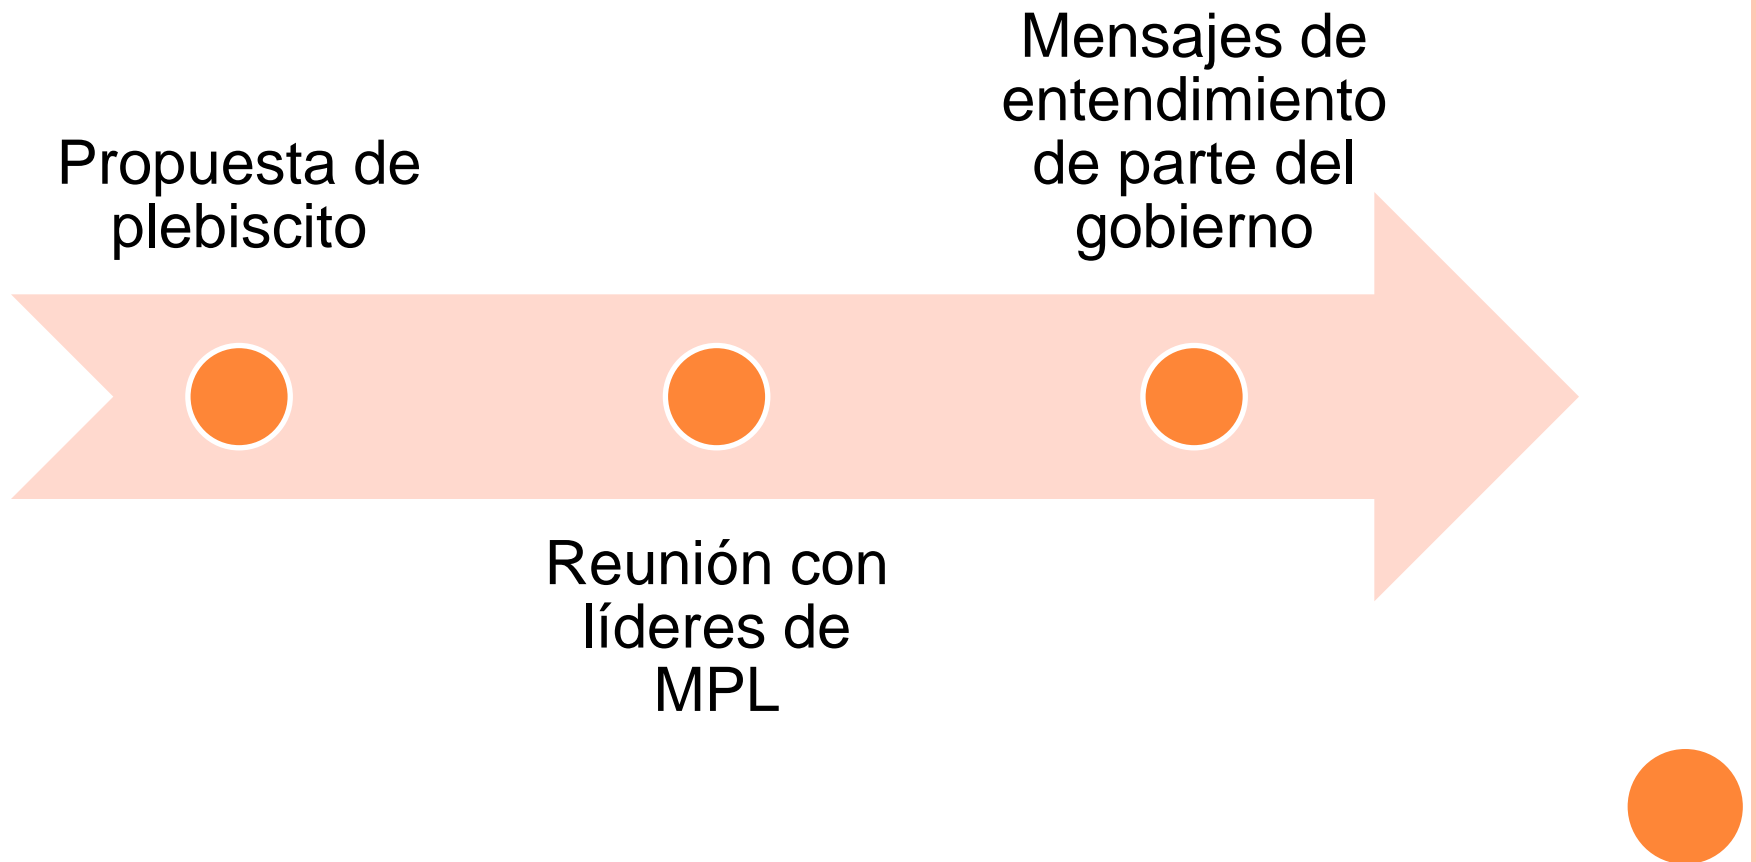 Propuesta de
plebiscito
Reunión con
líderes de
MPL
Mensajes de
entendimiento
de parte del
gobierno